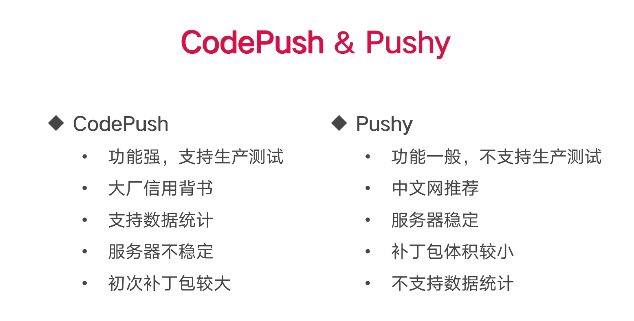 CodePush & Pushy
◆ CodePush
• 功能强，支持生产测试
• 大厂信用背书
• 支持数据统计
• 服务器不稳定
• 初次补丁包较大
◆ Pushy
• 功能一般，不支持生产测试
• 中文网推荐
• 服务器稳定
• 补丁包体积较小
• 不支持数据统计